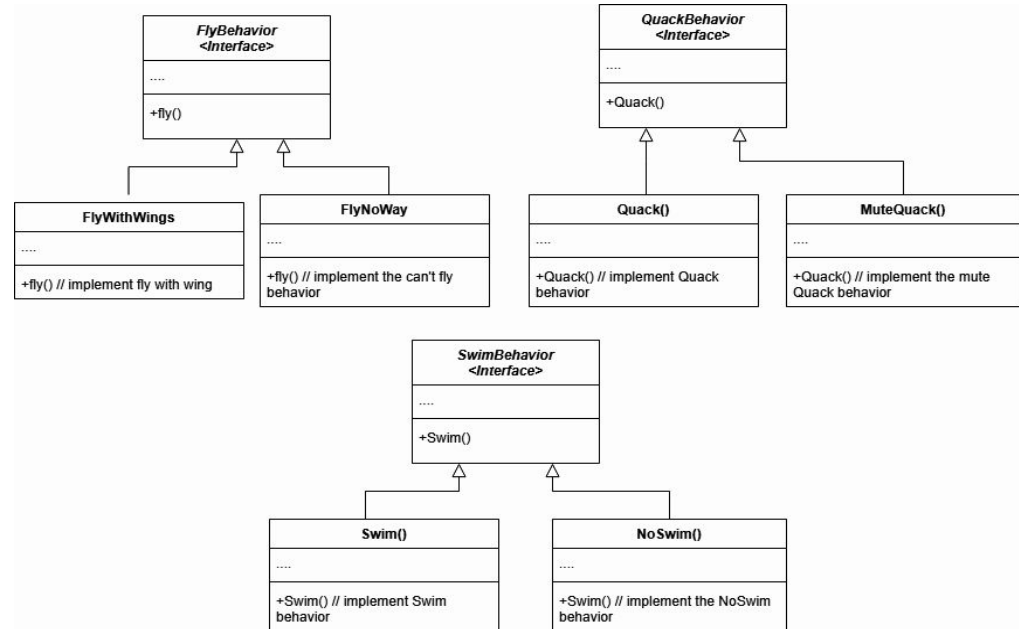 FlyBehavior
<Interface>
....
+fly()
QuackBehavior
<Interface>
....
+Quack()
FlyWithWings
....
+fly() // implement fly with wing
FlyNoWay
....
+fly() // implement the can't fly
behavior
Quack()
....
+Quack() // implement Quack
behavior
MuteQuack()
....
+Quack() // implement the mute
Quack behavior
SwimBehavior
<Interface>
....
+Swim()
Swim()
....
+Swim() // implement Swim
behavior
NoSwim()
....
+Swim() // implement the NoSwim
behavior